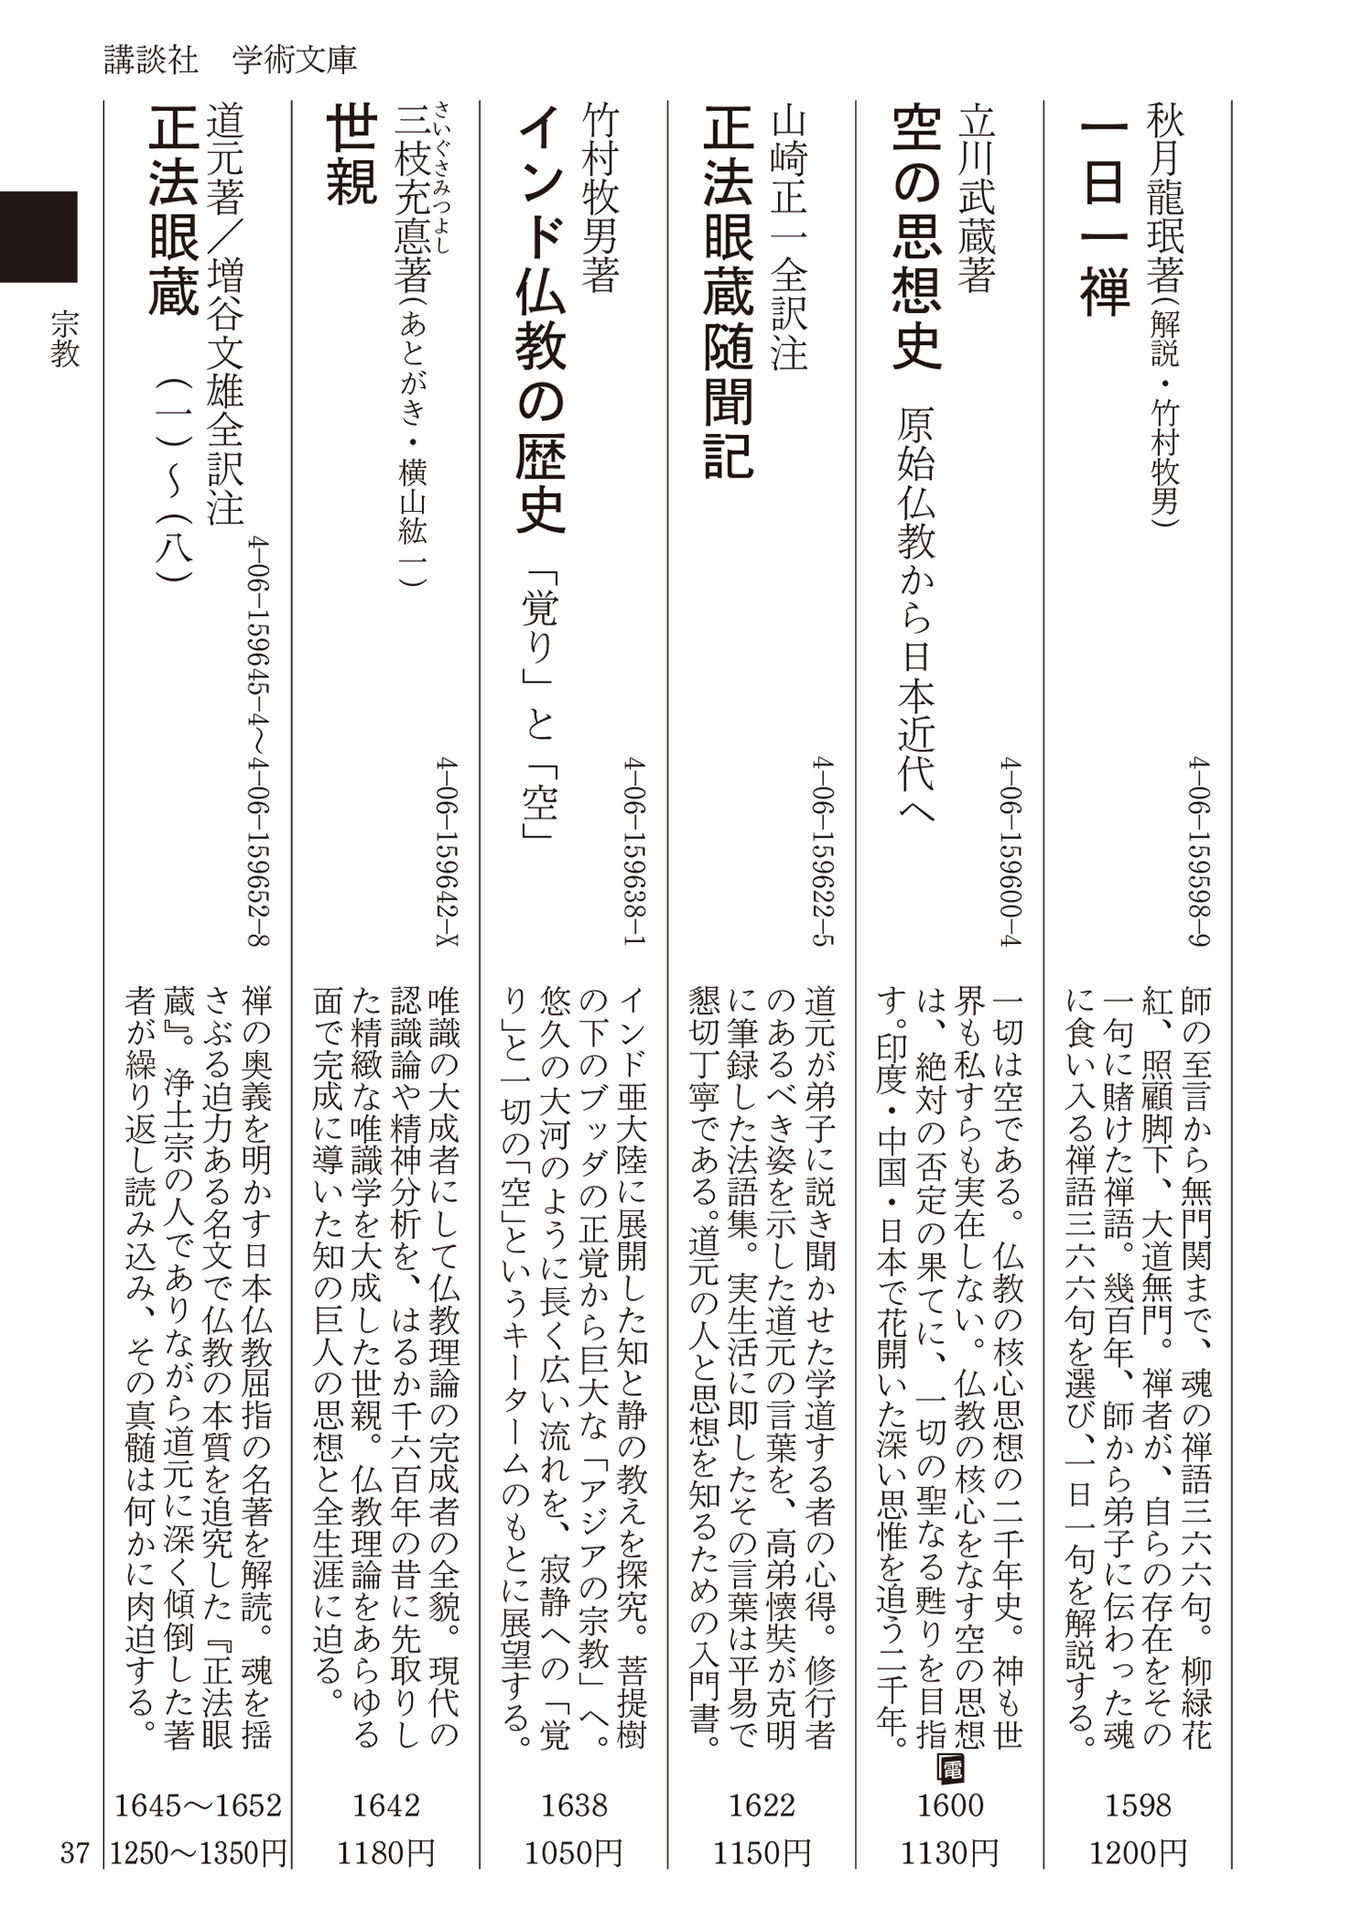 講談社　学術文庫
秋月龍珉著（解説・竹村牧男）
一日一禅
4-06-159598-9
師の至言から無門関まで、魂の禅語三六六句。柳緑花
紅、照顧脚下、大道無門。禅者が、自らの存在をその
一句に賭けた禅語。幾百年、師から弟子に伝わった魂
に食い入る禅語三六六句を選び、一日一句を解説する。
1598
1200円
立川武蔵著
空の思想史　原始仏教から日本近代へ
4-06-159600-4
一切は空である。仏教の核心思想の二千年史。神も世
界も私すらも実在しない。仏教の核心をなす空の思想
は、絶対の否定の果てに、一切の聖なる甦りを目指
す。印度・中国・日本で花開いた深い思惟を追う二千年。
電
1600
1130円
山崎正一全訳注
正法眼蔵随聞記
4-06-159622-5
道元が弟子に説き聞かせた学道する者の心得。修行者
のあるべき姿を示した道元の言葉を、高弟懐奘が克明
に筆録した法語集。実生活に即したその言葉は平易で
懇切丁寧である。道元の人と思想を知るための入門書。
1622
1150円
竹村牧男著
インド仏教の歴史　「覚り」と「空」
4-06-159638-1
インド亜大陸に展開した知と静の教えを探究。菩提樹
の下のブッダの正覚から巨大な「アジアの宗教」へ。
悠久の大河のように長く広い流れを、寂静への「覚
り」と一切の「空」というキータームのもとに展望する。
1638
1050円
さいぐさみつよし
三枝充悳著（あとがき・横山紘一）
世親
4-06-159642-X
唯識の大成者にして仏教理論の完成者の全貌。現代の
認識論や精神分析を、はるか千六百年の昔に先取りし
た精緻な唯識学を大成した世親。仏教理論をあらゆる
面で完成に導いた知の巨人の思想と全生涯に迫る。
1642
1180円
道元著／増谷文雄全訳注
正法眼蔵　（一）～（八）
4-06-159645-4～4-06-159652-8
禅の奥義を明かす日本仏教屈指の名著を解読。魂を揺
さぶる迫力ある名文で仏教の本質を追究した『正法眼
蔵』。浄土宗の人でありながら道元に深く傾倒した著
者が繰り返し読み込み、その真髄は何かに肉迫する。
1645～1652
1250～1350円
宗教
37